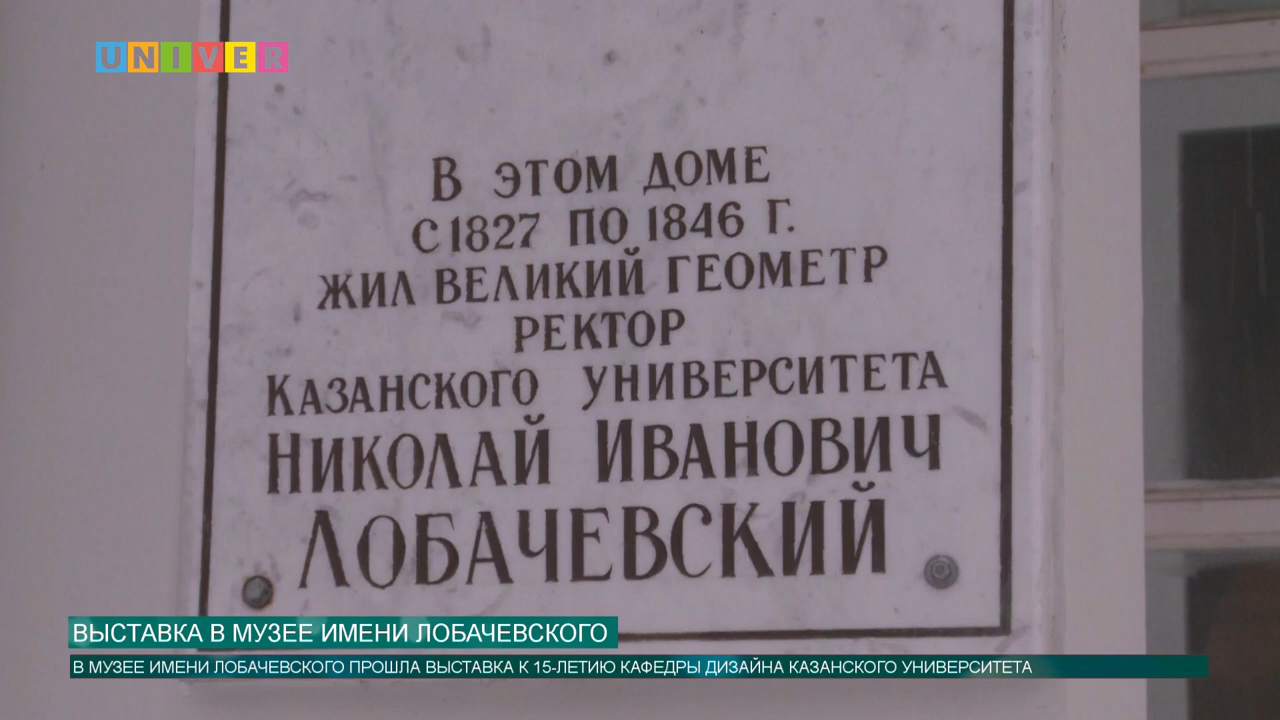 UNIVER
В ЭТОМ ДОМЕ
С 1827 ПО 1846 Г.
ЖИЛ ВЕЛИКИЙ ГЕОМЕТР
РЕКТОР
КАЗАНСКОГО УНИВЕРСИТЕТА
НИКОЛАЙ ИВАНОВИЧ
ЛОБАЧЕВСКИЙ
ВЫСТАВКА В МУЗЕЕ ИМЕНИ ЛОБАЧЕВСКОГО
В МУЗЕЕ ИМЕНИ ЛОБАЧЕВСКОГО ПРОШЛА ВЫСТАВКА К 15-ЛЕТИЮ КАФЕДРЫ ДИЗАЙНА КАЗАНСКОГО УНИВЕРСИТЕТА